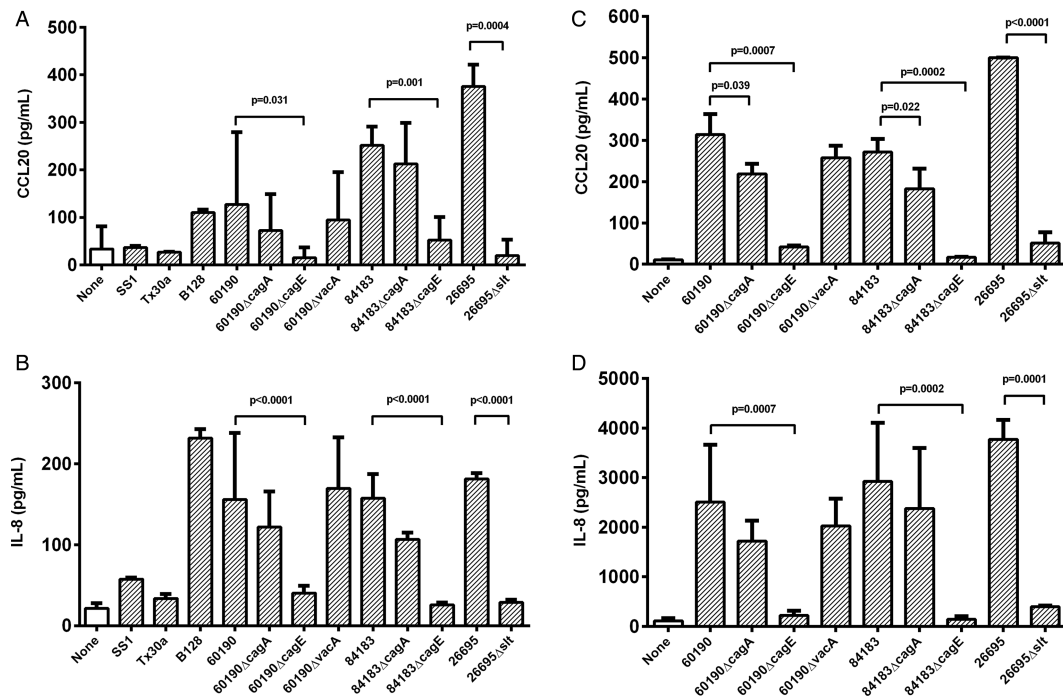 A
CCL20 (pg/mL)
500
400
300
200
100
0
p=0.031
p=0.001
p=0.0004
None
SS1
Tx30a
B128
60190
60190ΔcagA
60190ΔcagE
60190ΔvacA
84183
84183ΔcagA
84183ΔcagE
26695
26695Δslt
C
CCL20 (pg/mL)
600
500
400
300
200
100
0
p=0.0007
p=0.039
p=0.0002
p=0.022
p<0.0001
None
60190
60190ΔcagA
60190ΔcagE
60190ΔvacA
84183
84183ΔcagA
84183ΔcagE
26695
26695Δslt
B
IL-8 (pg/mL)
300
200
100
0
p<0.0001
p<0.0001
p<0.0001
None
SS1
Tx30a
B128
60190
60190ΔcagA
60190ΔcagE
60190ΔvacA
84183
84183ΔcagA
84183ΔcagE
26695
26695Δslt
D
IL-8 (pg/mL)
5000
4000
3000
2000
1000
0
p=0.0007
p=0.0002
p=0.0001
None
60190
60190ΔcagA
60190ΔcagE
60190ΔvacA
84183
84183ΔcagA
84183ΔcagE
26695
26695Δslt